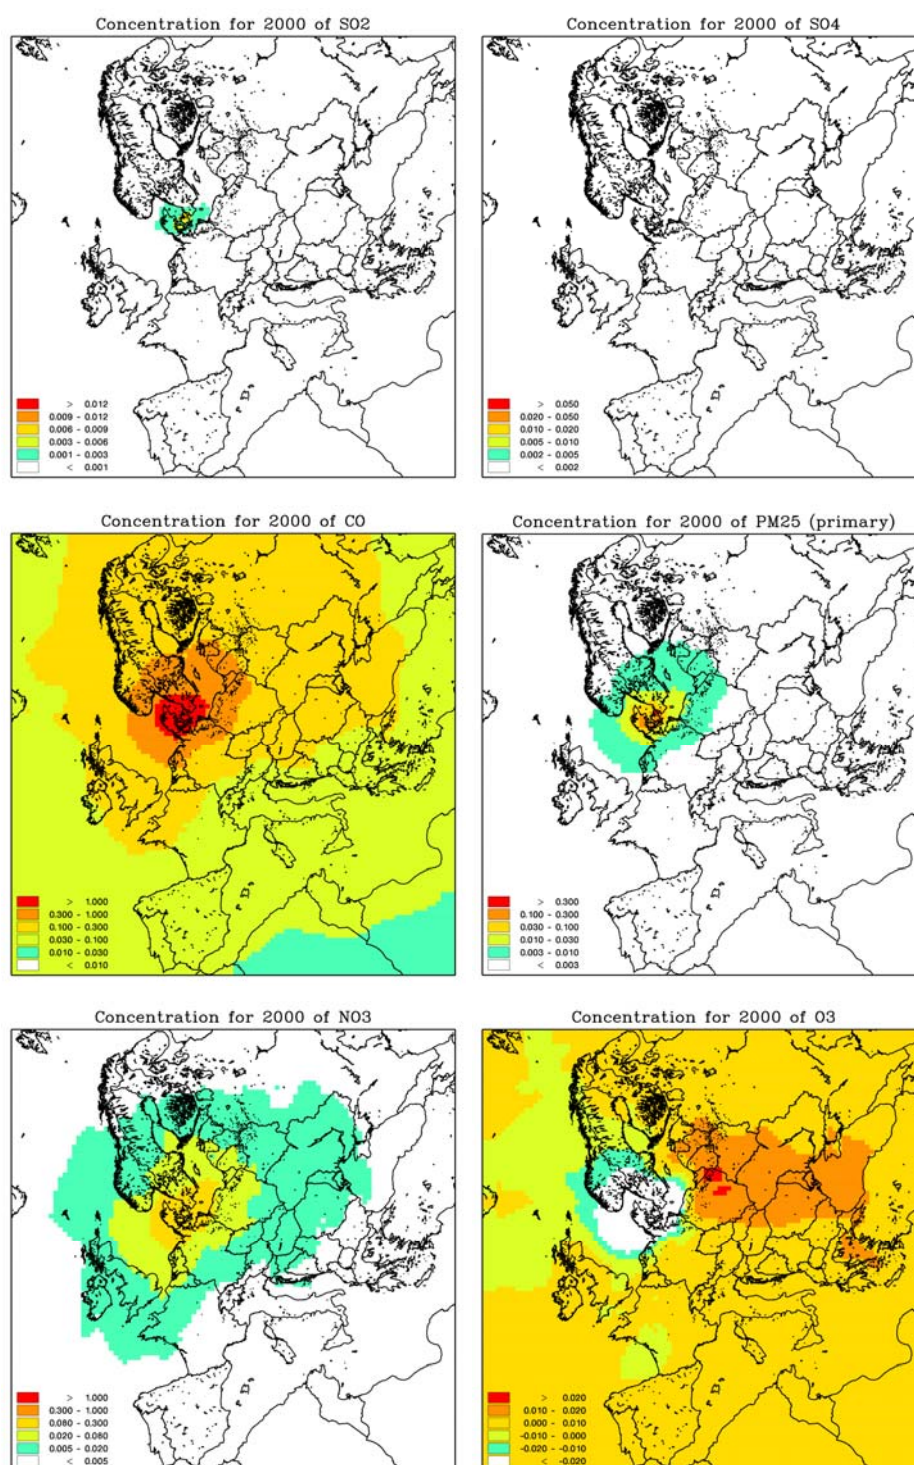 Concentration for 2000 of SO2
> 0.012
0.009 - 0.012
0.006 - 0.009
0.003 - 0.006
0.001 - 0.003
< 0.001
Concentration for 2000 of SO4
> 0.050
0.020 - 0.050
0.010 - 0.020
0.005 - 0.010
0.002 - 0.005
< 0.002
Concentration for 2000 of CO
> 1.000
0.300 - 1.000
0.100 - 0.300
0.030 - 0.100
0.010 - 0.030
< 0.010
Concentration for 2000 of PM25 (primary)
> 0.300
0.100 - 0.300
0.030 - 0.100
0.010 - 0.030
0.003 - 0.010
< 0.003
Concentration for 2000 of NO3
> 1.000
0.300 - 1.000
0.080 - 0.300
0.020 - 0.080
0.005 - 0.020
< 0.005
Concentration for 2000 of O3
> 0.020
0.010 - 0.020
0.000 - 0.010
-0.010 - 0.000
-0.020 - -0.010
< -0.020